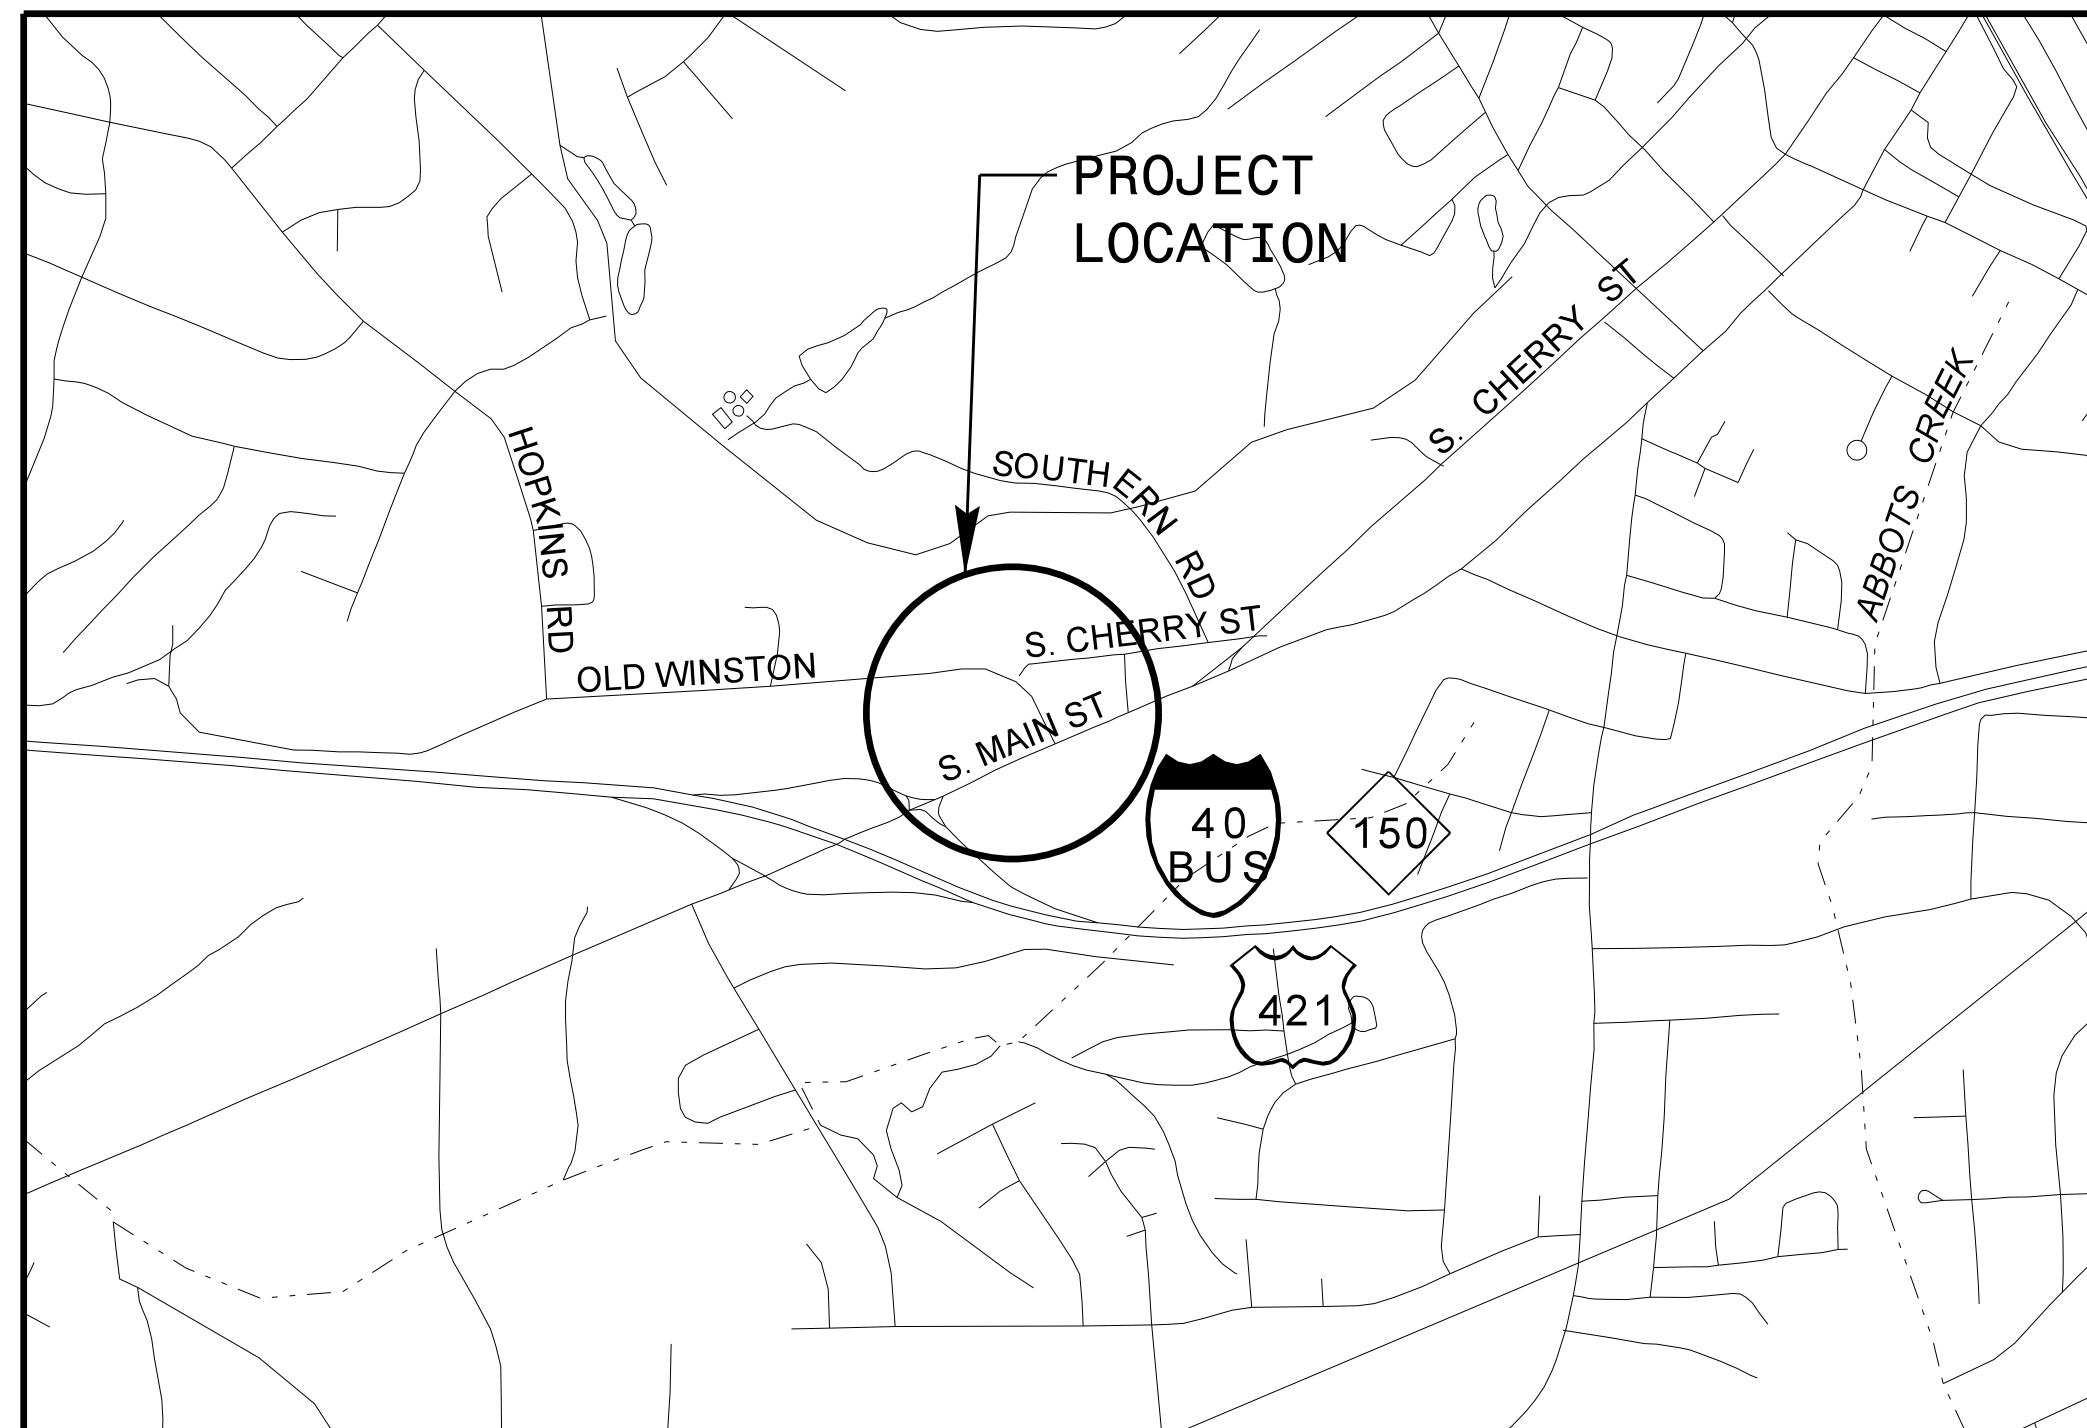 PROJECT
LOCATION
S. CHERRY ST
ABBOTS CREEK
HOPKINS RD
SOUTHERN RD
S. CHERRY ST
OLD WINSTON
S. MAIN ST
40
BUS
150
421